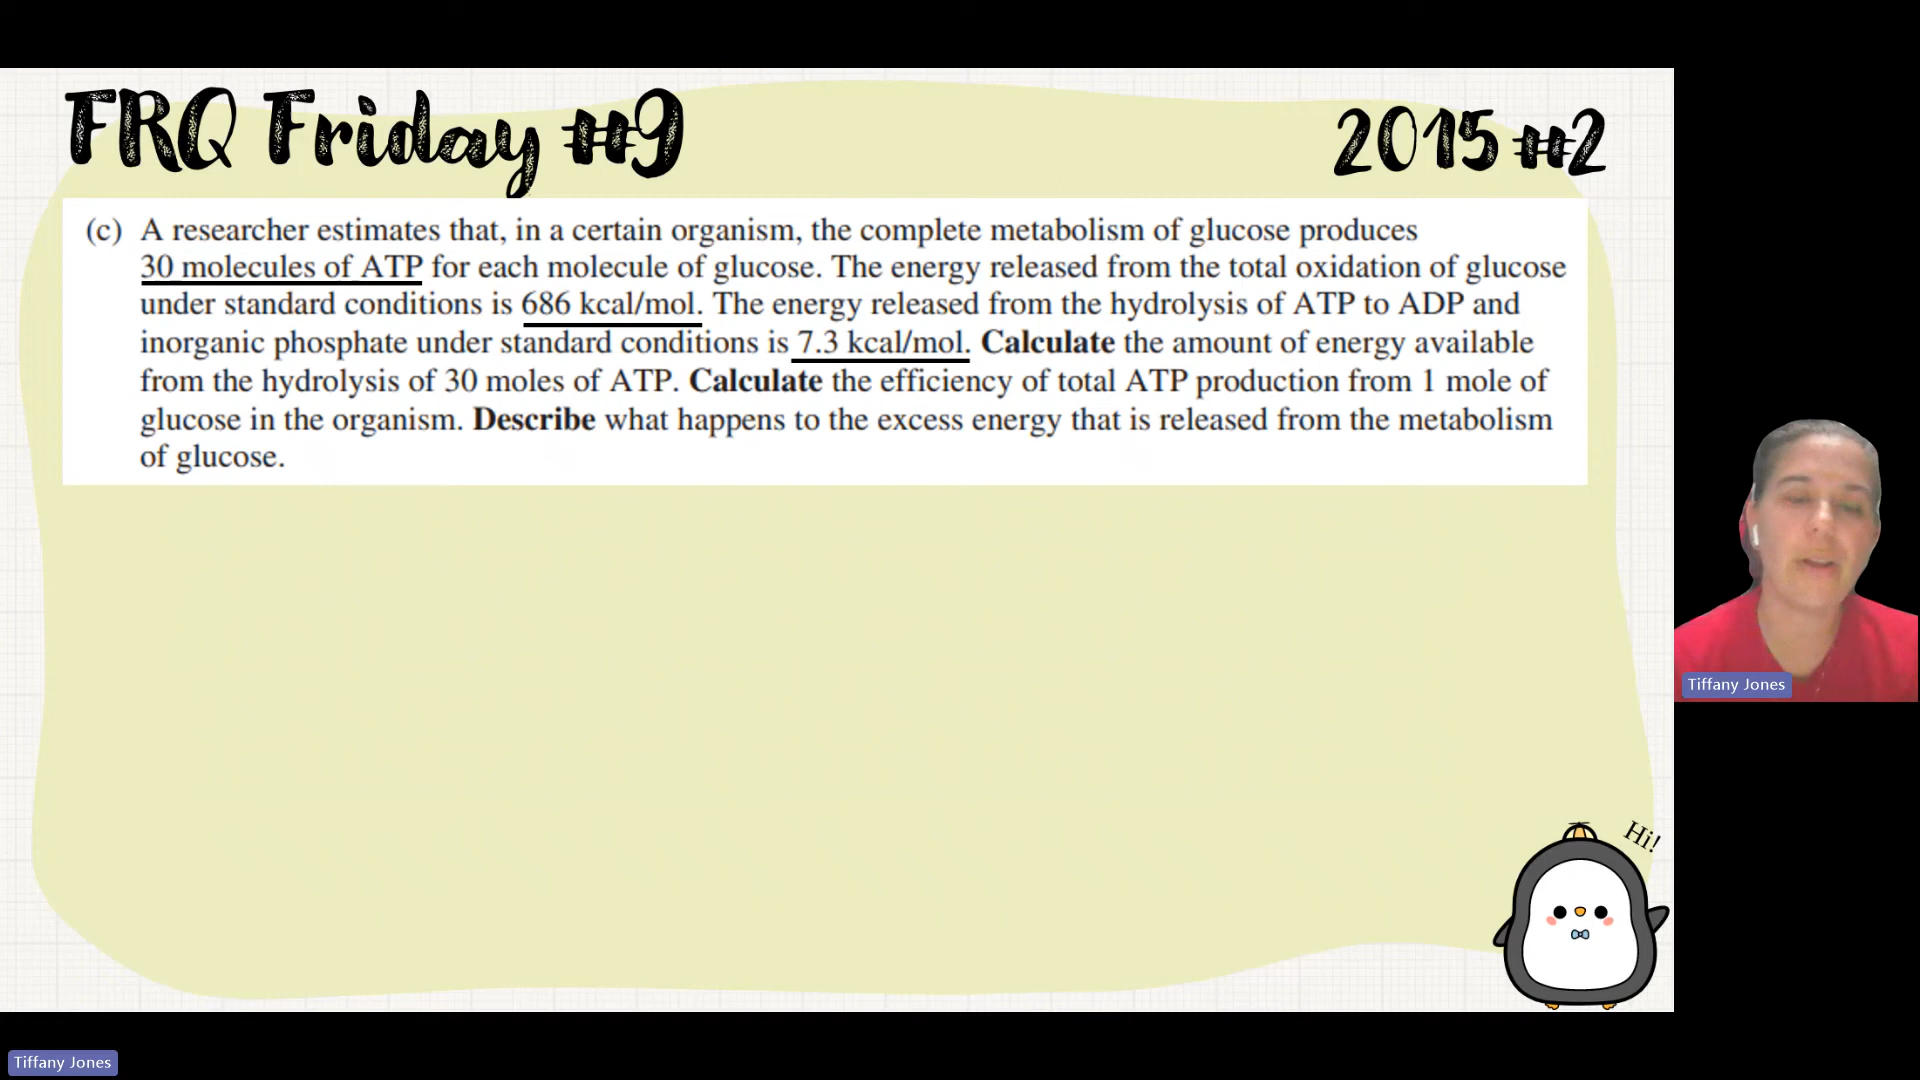 FRQ Friday #9
2015 #2
(c) A researcher estimates that, in a certain organism, the complete metabolism of glucose produces
30 molecules of ATP for each molecule of glucose. The energy released from the total oxidation of glucose
under standard conditions is 686 kcal/mol. The energy released from the hydrolysis of ATP to ADP and
inorganic phosphate under standard conditions is 7.3 kcal/mol. Calculate the amount of energy available
from the hydrolysis of 30 moles of ATP. Calculate the efficiency of total ATP production from 1 mole of
glucose in the organism. Describe what happens to the excess energy that is released from the metabolism
of glucose.
Tiffany Jones
Hi!
Tiffany Jones